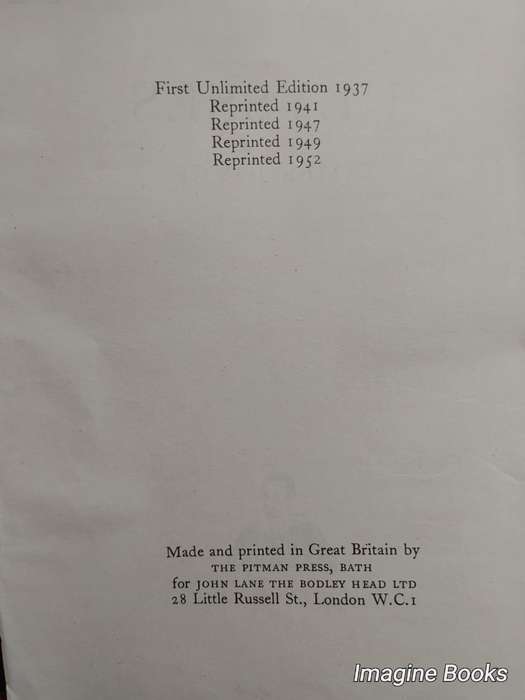 First Unlimited Edition 1937
Reprinted 1941
Reprinted 1947
Reprinted 1949
Reprinted 1952
Made and printed in Great Britain by
THE PITMAN PRESS, BATH
for JOHN LANE THE BODLEY HEAD LTD
28 Little Russell St., London W.C.1
Imagine Books